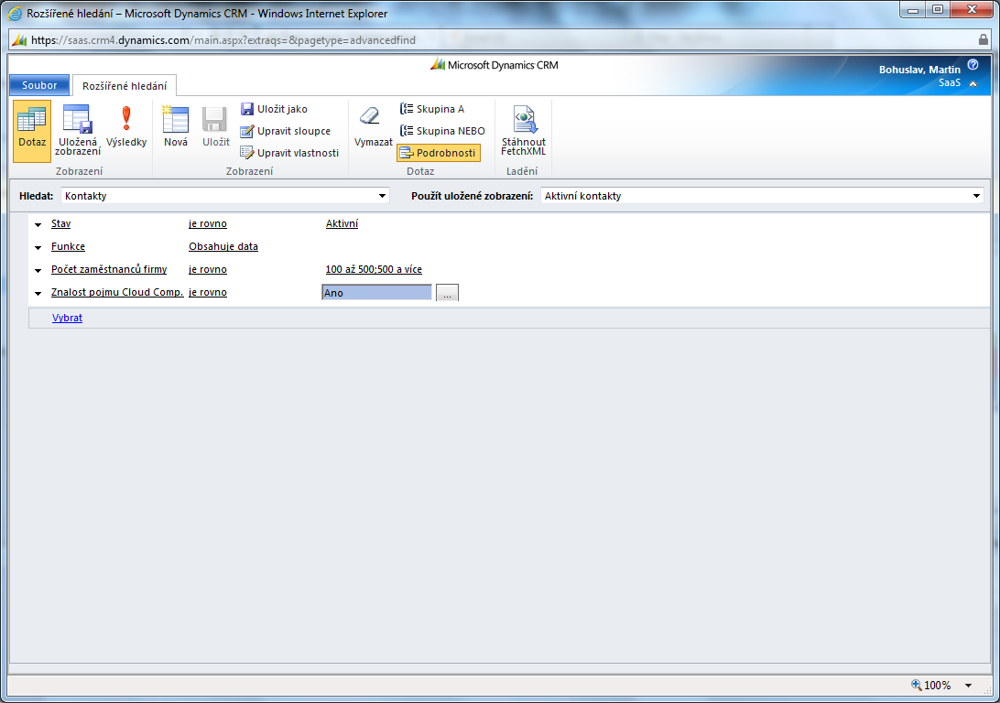 Rozšířené hledání – Microsoft Dynamics CRM - Windows Internet Explorer
https://saas.crm4.dynamics.com/main.aspx?extraqs=&pagetype=advancedfind
Microsoft Dynamics CRM
Bohuslav, Martin
SaaS
Soubor
Rozšířené hledání
Dotaz
Uložená zobrazení
Výsledky
Zobrazení
Nová
Uložit
Uložit jako
Upravit sloupce
Upravit vlastnosti
Zobrazení
Vymazat
Skupina A
Skupina NEBO
Podrobnosti
Dotaz
Stáhnout FetchXML
Ladění
Hledat: Kontakty
Použít uložené zobrazení: Aktivní kontakty
Stav je rovno Aktivní
Funkce Obsahuje data
Počet zaměstnanců firmy je rovno 100 až 500;500 a více
Znalost pojmu Cloud Comp. je rovno Ano ...
Vybrat
100%